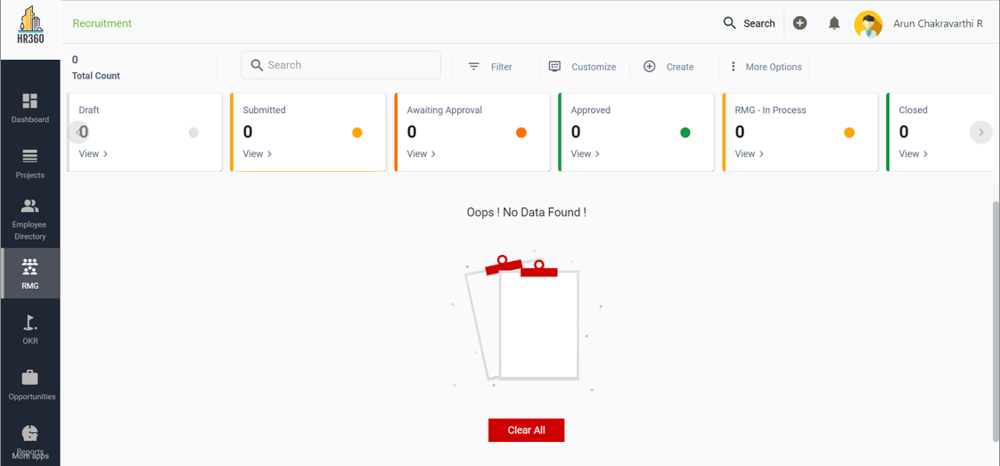 HR360
Recruitment
Search
Arun Chakravarthi R
0
Total Count
Search
Filter
Customize
Create
More Options
Draft
0
View
Submitted
0
View
Awaiting Approval
0
View
Approved
0
View
RMG - In Process
0
View
Closed
0
View
Dashboard
Projects
Employee
Directory
RMG
OKR
Opportunities
Reports
More apps
Oops ! No Data Found !
Clear All